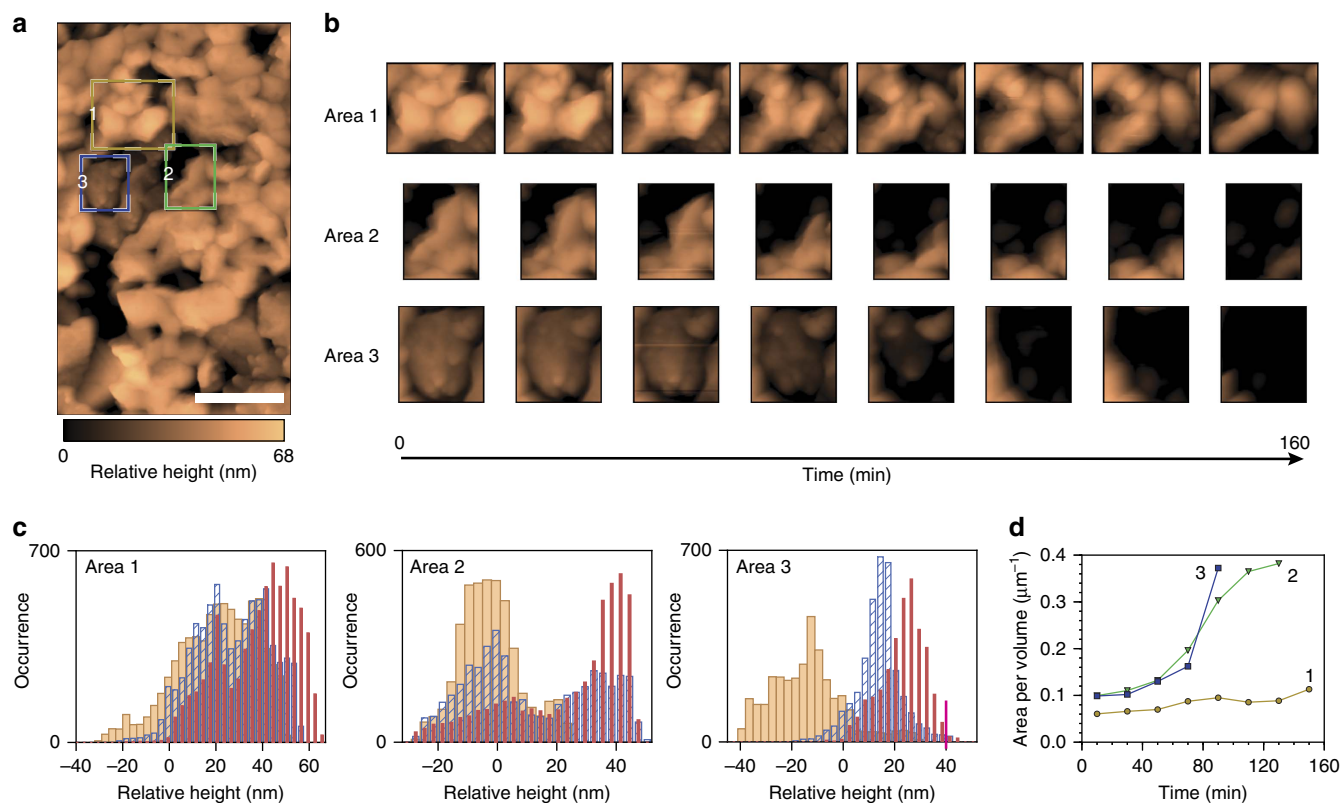 a
1
3
2
0 68
Relative height (nm)
b
Area 1
Area 2
Area 3
0 160
Time (min)
c
700
Area 1
Occurrence
0
–40 –20 0 20 40 60
Relative height (nm)
600
Area 2
Occurrence
0
–20 0 20 40
Relative height (nm)
700
Area 3
Occurrence
0
–40 –20 0 20 40
Relative height (nm)
d
0.4
0.3
0.2
0.1
0.0
Area per volume (µm⁻¹)
3
2
1
0 40 80 120 160
Time (min)